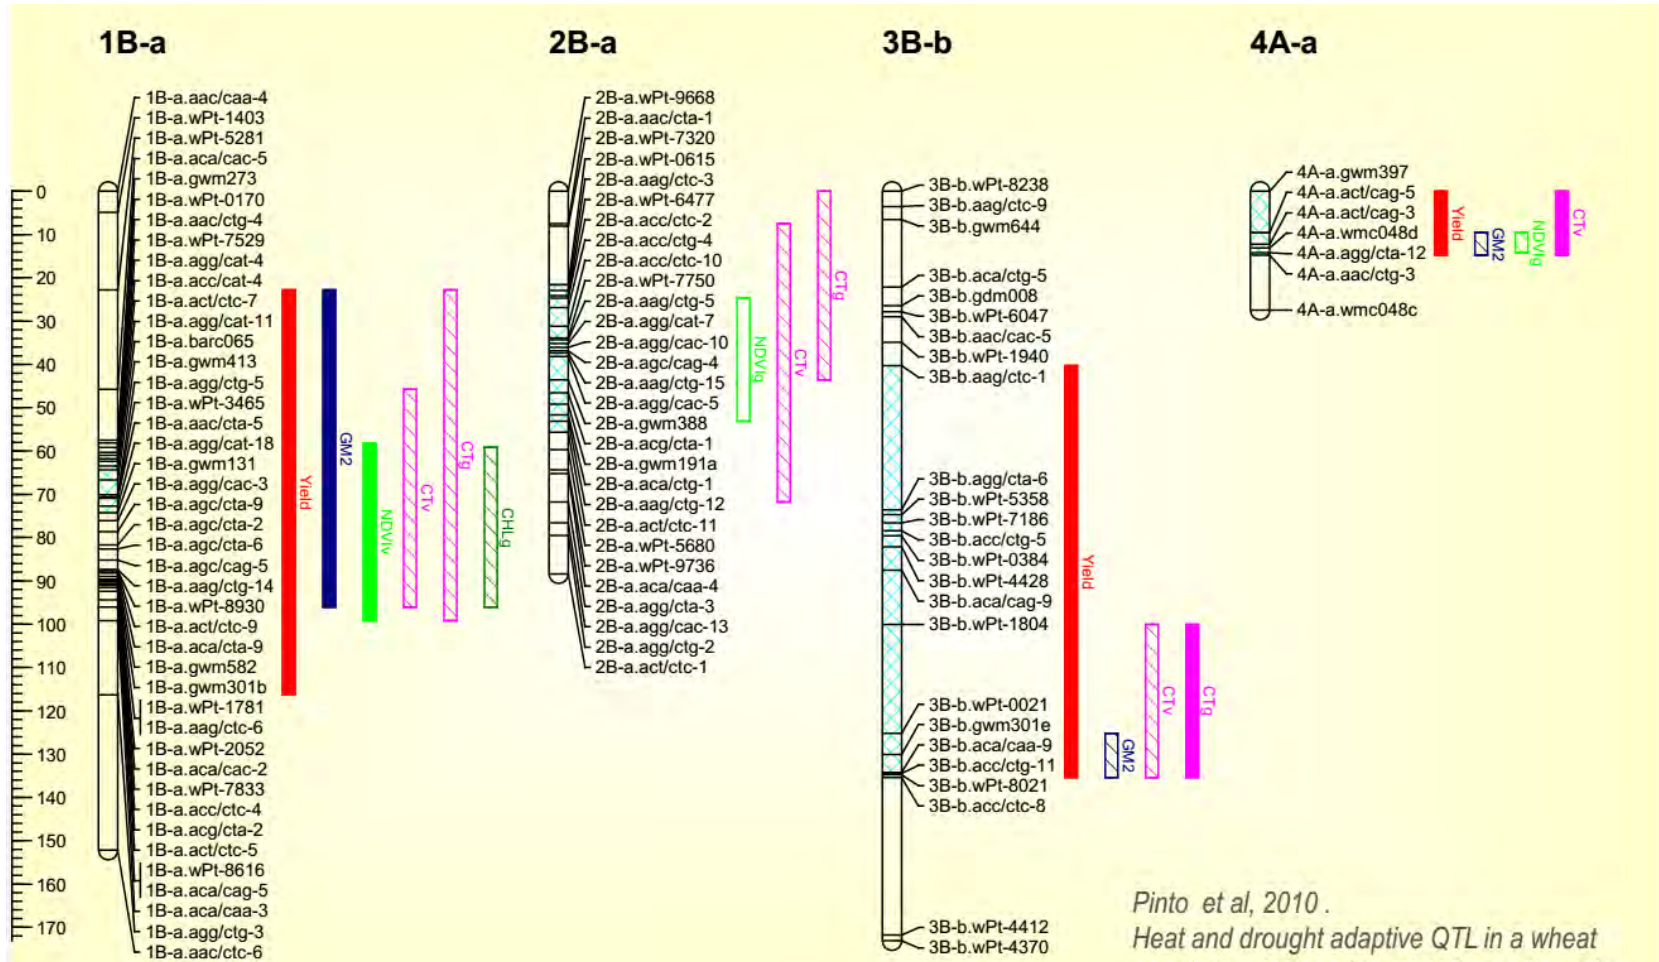 1B-a
2B-a
3B-b
4A-a
0
10
20
30
40
50
60
70
80
90
100
110
120
130
140
150
160
170
1B-a.aac/caa-4
1B-a.wPt-1403
1B-a.wPt-5281
1B-a.aca/cac-5
1B-a.gwm273
1B-a.wPt-0170
1B-a.aac/ctg-4
1B-a.wPt-7529
1B-a.agg/cat-4
1B-a.acc/cat-4
1B-a.act/ctc-7
1B-a.agg/cat-11
1B-a.barc065
1B-a.gwm413
1B-a.agg/ctg-5
1B-a.wPt-3465
1B-a.aac/cta-5
1B-a.agg/cat-18
1B-a.gwm131
1B-a.agg/cac-3
1B-a.agc/cta-9
1B-a.agc/cta-2
1B-a.agc/cta-6
1B-a.agc/cag-5
1B-a.aag/ctg-14
1B-a.wPt-8930
1B-a.act/ctc-9
1B-a.aca/cta-9
1B-a.gwm582
1B-a.gwm301b
1B-a.wPt-1781
1B-a.aag/ctc-6
1B-a.wPt-2052
1B-a.aca/cac-2
1B-a.wPt-7833
1B-a.acc/ctc-4
1B-a.acg/cta-2
1B-a.act/ctc-5
1B-a.wPt-8616
1B-a.aca/cag-5
1B-a.aca/caa-3
1B-a.agg/ctg-3
1B-a.aac/ctc-6
Yield
GM2
NDVIv
CTv
CTg
CHLg
2B-a.wPt-9668
2B-a.aac/cta-1
2B-a.wPt-7320
2B-a.wPt-0615
2B-a.aag/ctc-3
2B-a.wPt-6477
2B-a.acc/ctc-2
2B-a.acc/ctg-4
2B-a.acc/ctc-10
2B-a.wPt-7750
2B-a.aag/ctg-5
2B-a.agg/cat-7
2B-a.agg/cac-10
2B-a.agc/cag-4
2B-a.aag/ctg-15
2B-a.agg/cac-5
2B-a.gwm388
2B-a.acg/cta-1
2B-a.gwm191a
2B-a.aca/ctg-1
2B-a.aag/ctg-12
2B-a.act/ctc-11
2B-a.wPt-5680
2B-a.wPt-9736
2B-a.aca/caa-4
2B-a.agg/cta-3
2B-a.agg/cac-13
2B-a.agg/ctg-2
2B-a.act/ctc-1
NDVIg
CTv
CTg
3B-b.wPt-8238
3B-b.aag/ctc-9
3B-b.gwm644
3B-b.aca/ctg-5
3B-b.gdm008
3B-b.wPt-6047
3B-b.aac/cac-5
3B-b.wPt-1940
3B-b.aag/ctc-1
3B-b.agg/cta-6
3B-b.wPt-5358
3B-b.wPt-7186
3B-b.acc/ctg-5
3B-b.wPt-0384
3B-b.wPt-4428
3B-b.aca/cag-9
3B-b.wPt-1804
3B-b.wPt-0021
3B-b.gwm301e
3B-b.aca/caa-9
3B-b.acc/ctg-11
3B-b.wPt-8021
3B-b.acc/ctc-8
3B-b.wPt-4412
3B-b.wPt-4370
Yield
GM2
CTv
CTg
4A-a.gwm397
4A-a.act/cag-5
4A-a.act/cag-3
4A-a.wmc048d
4A-a.agg/cta-12
4A-a.aac/ctg-3
4A-a.wmc048c
Yield
GM2
NDVIg
CTv
Pinto et al, 2010 .
Heat and drought adaptive QTL in a wheat